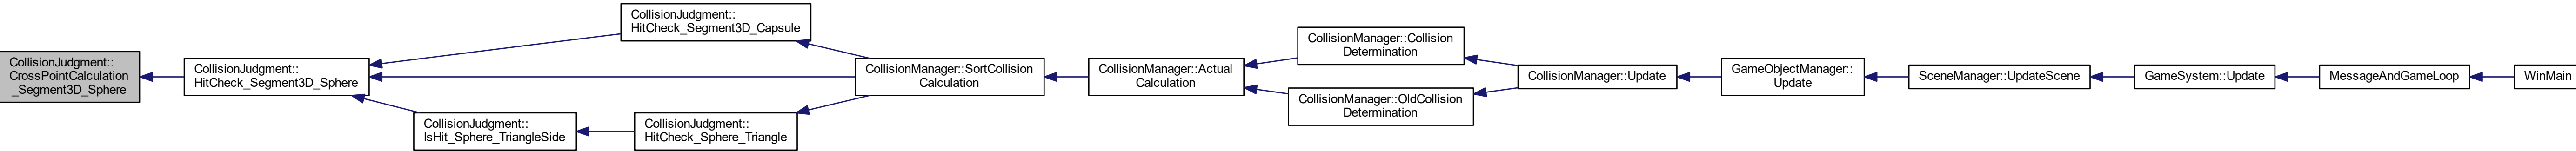 CollisionJudgment::
CrossPointCalculation
_Segment3D_Sphere
CollisionJudgment::
HitCheck_Segment3D_Sphere
CollisionJudgment::
HitCheck_Segment3D_Capsule
CollisionJudgment::
IsHit_Sphere_TriangleSide
CollisionJudgment::
HitCheck_Sphere_Triangle
CollisionManager::SortCollision
Calculation
CollisionManager::Actual
Calculation
CollisionManager::Collision
Determination
CollisionManager::OldCollision
Determination
CollisionManager::Update
GameObjectManager::
Update
SceneManager::UpdateScene
GameSystem::Update
MessageAndGameLoop
WinMain